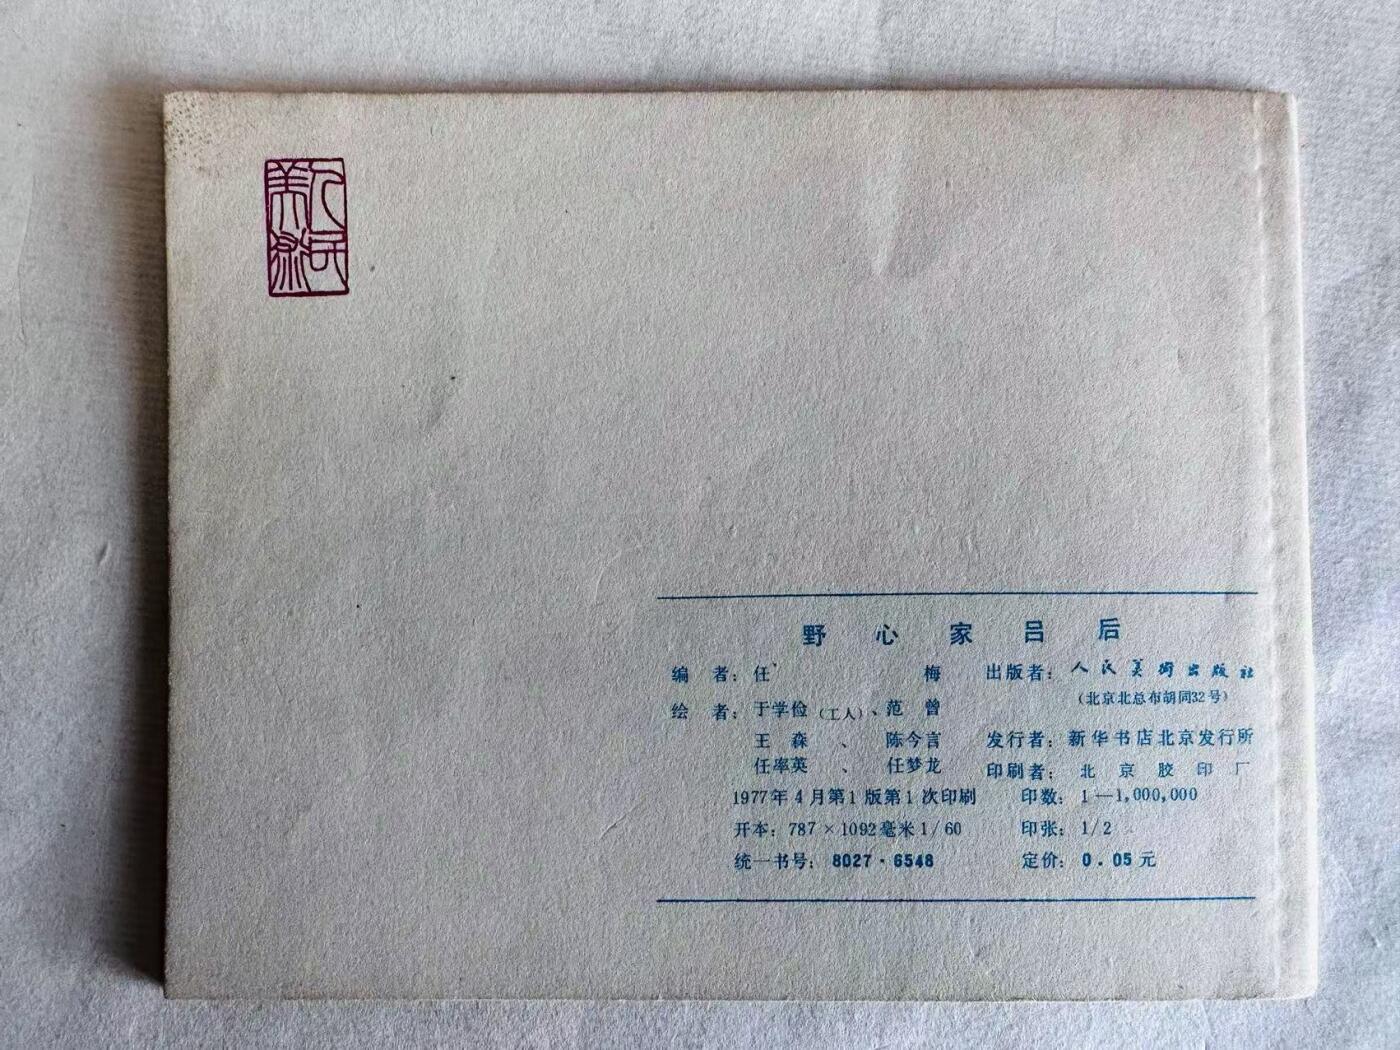 人民
美术
野心家吕后
编者：任梅
绘者：于学俭（工人）、范曾
王森、陈今言
任率英、任梦龙
出版者：人民美术出版社
（北京北总布胡同32号）
发行者：新华书店北京发行所
印刷者：北京胶印厂
1977年4月第1版第1次印刷 印数：1—1,000,000
开本：787×1092毫米1/60 印张：1/2
统一书号：8027·6548 定价：0.05元